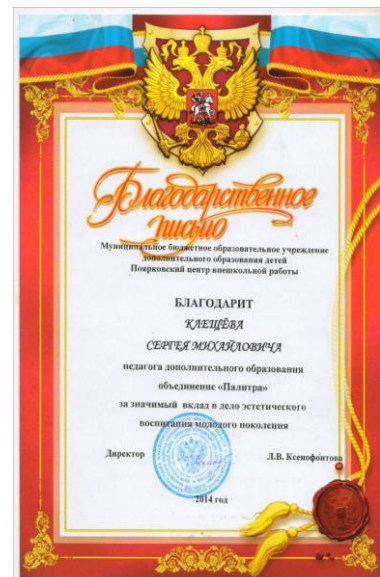 Благодарственное
письмо
Муниципальное бюджетное образовательное учреждение
дополнительного образования детей
Поярковский центр внешкольной работы
БЛАГОДАРИТ
КЛЕЩЁВА
СЕРГЕЯ МИХАЙЛОВИЧА
педагога дополнительного образования
объединение «Палитра»
за значимый вклад в дело эстетического
воспитания молодого поколения
Директор Л.В. Ксенофонтова
2014 год